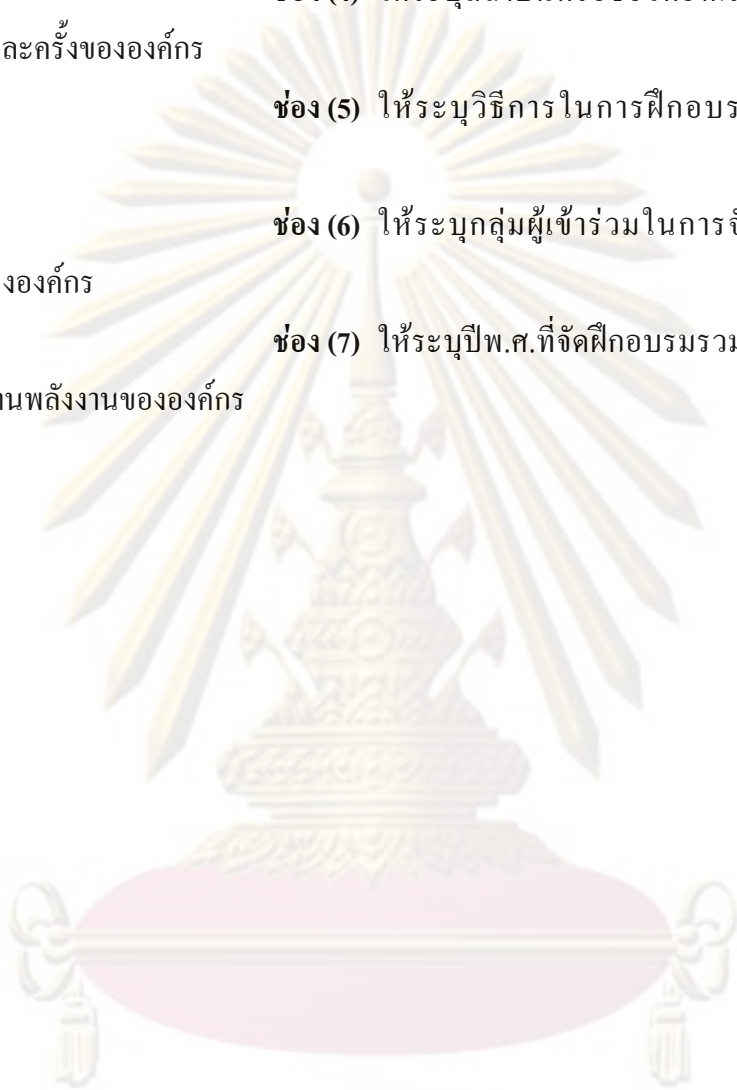 ละครั้งขององค์กร
ช่อง (5) ให้ระบุวิธีการในการฝึกอบร
ช่อง (6) ให้ระบุกลุ่มผู้เข้าร่วมในการจั
งองค์กร
ช่อง (7) ให้ระบุปีพ.ศ.ที่จัดฝึกอบรมรวม
านพลังงานขององค์กร